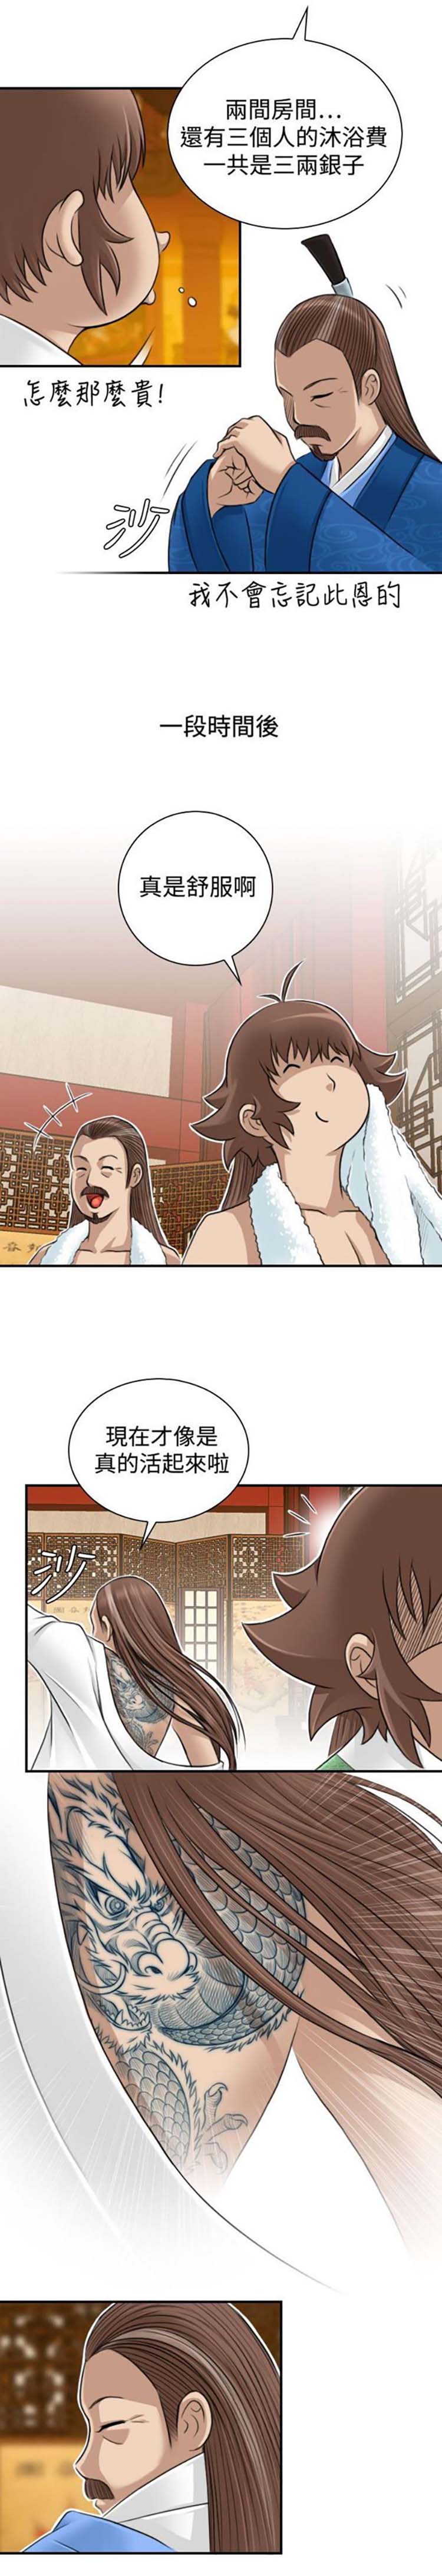 兩間房間...
還有三個人的沐浴費
一共是三兩銀子
怎麼那麼貴!
沙
我不會忘記此恩的
一段時間後
真是舒服啊
現在才像是
真的活起來啦
沙